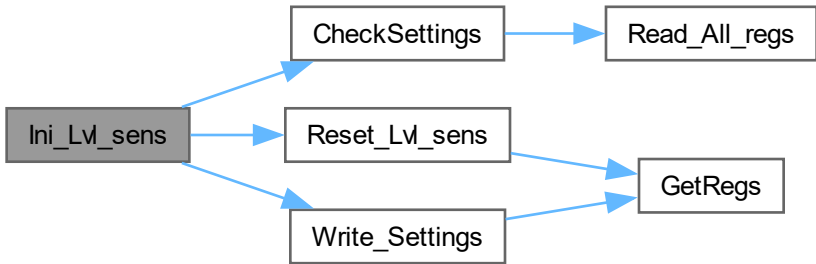 CheckSettings
Read_All_regs
Ini_Lvl_sens
Reset_Lvl_sens
GetRegs
Write_Settings